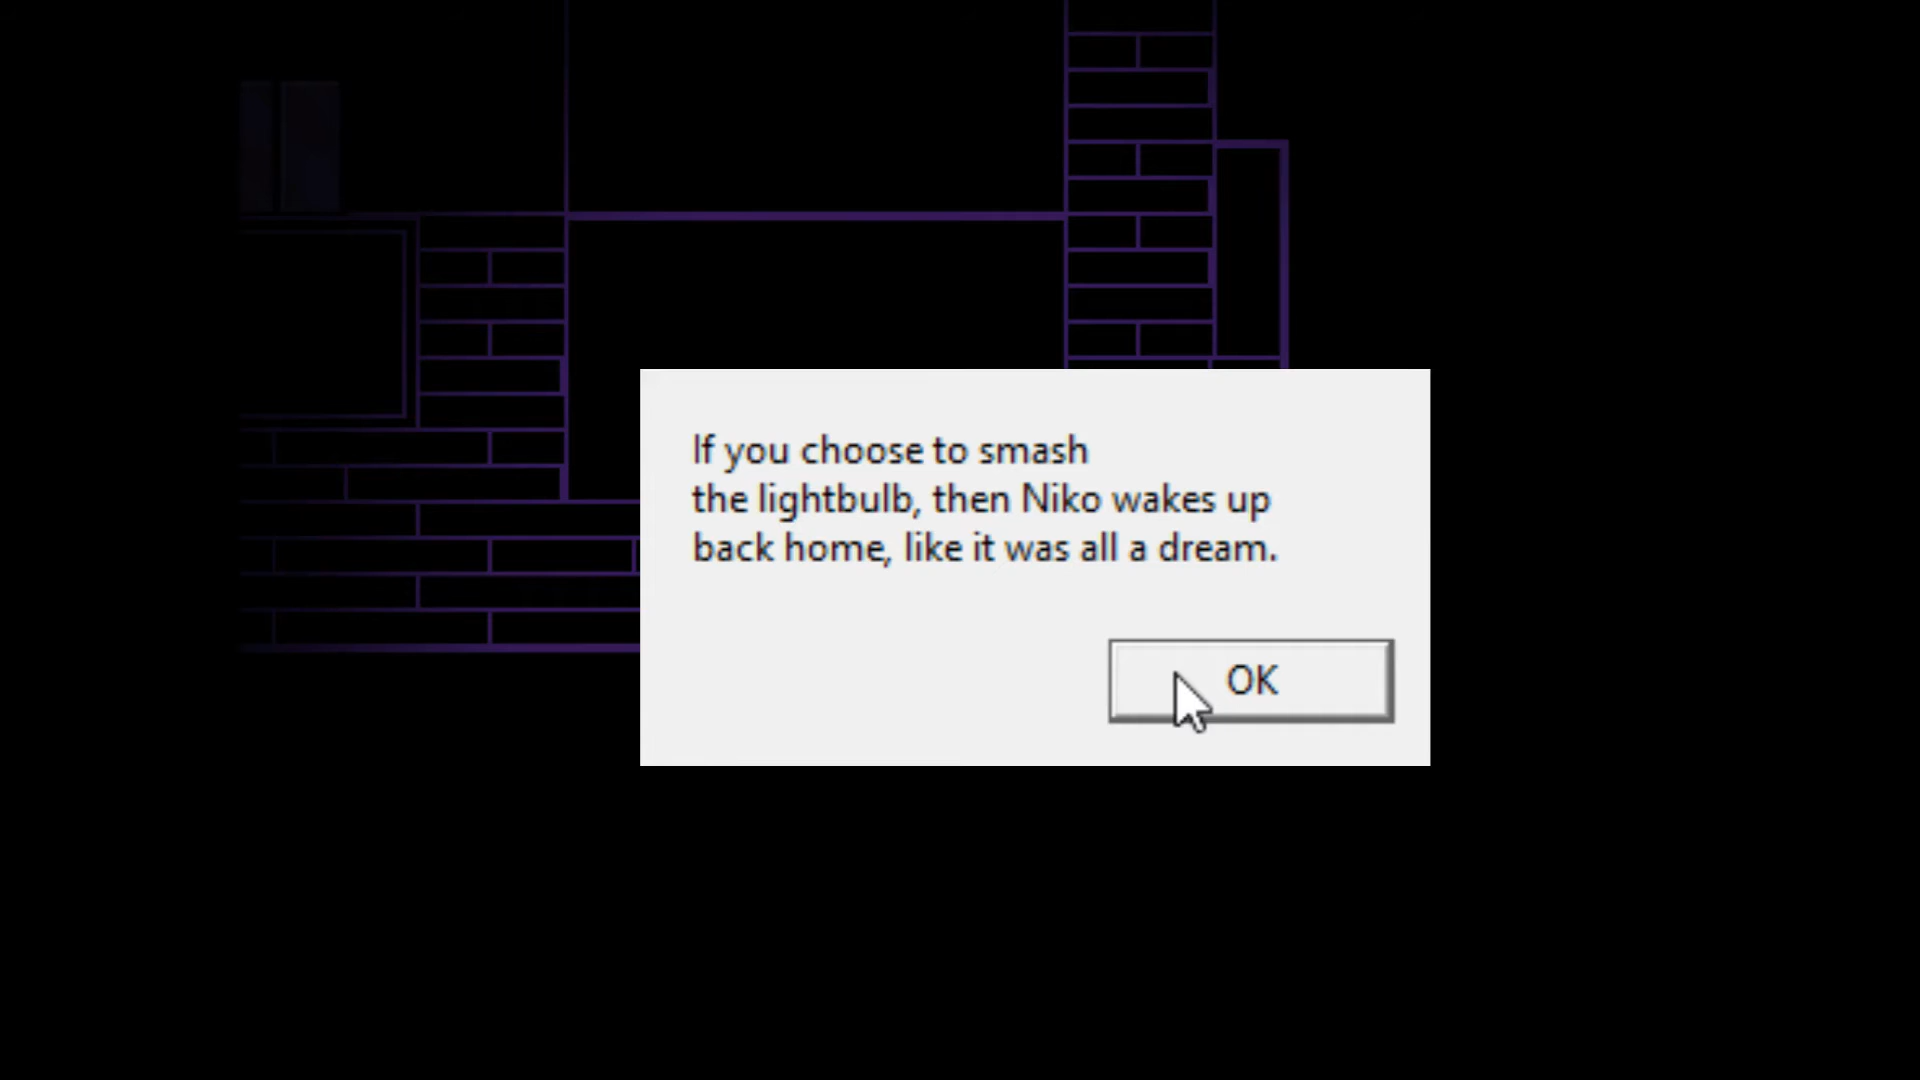 If you choose to smash
the lightbulb, then Niko wakes up
back home, like it was all a dream.
OK